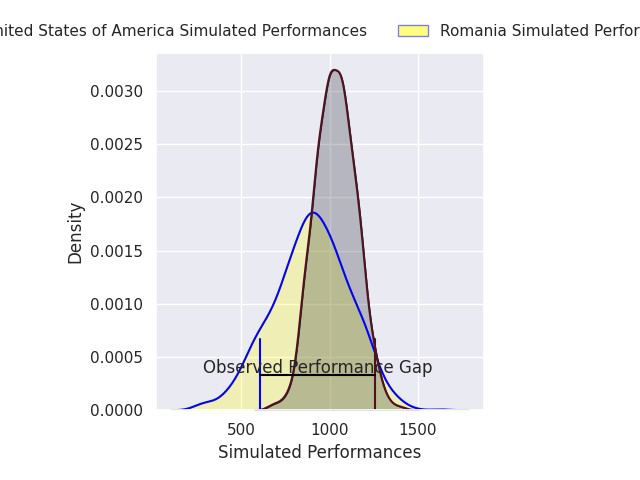 United States of America Simulated Performances Romania Simulated Perfor
0.0030
0.0025
0.0020
0.0015
0.0010
0.0005
0.0000
Density
Observed Performance Gap
500 1000 1500
Simulated Performances